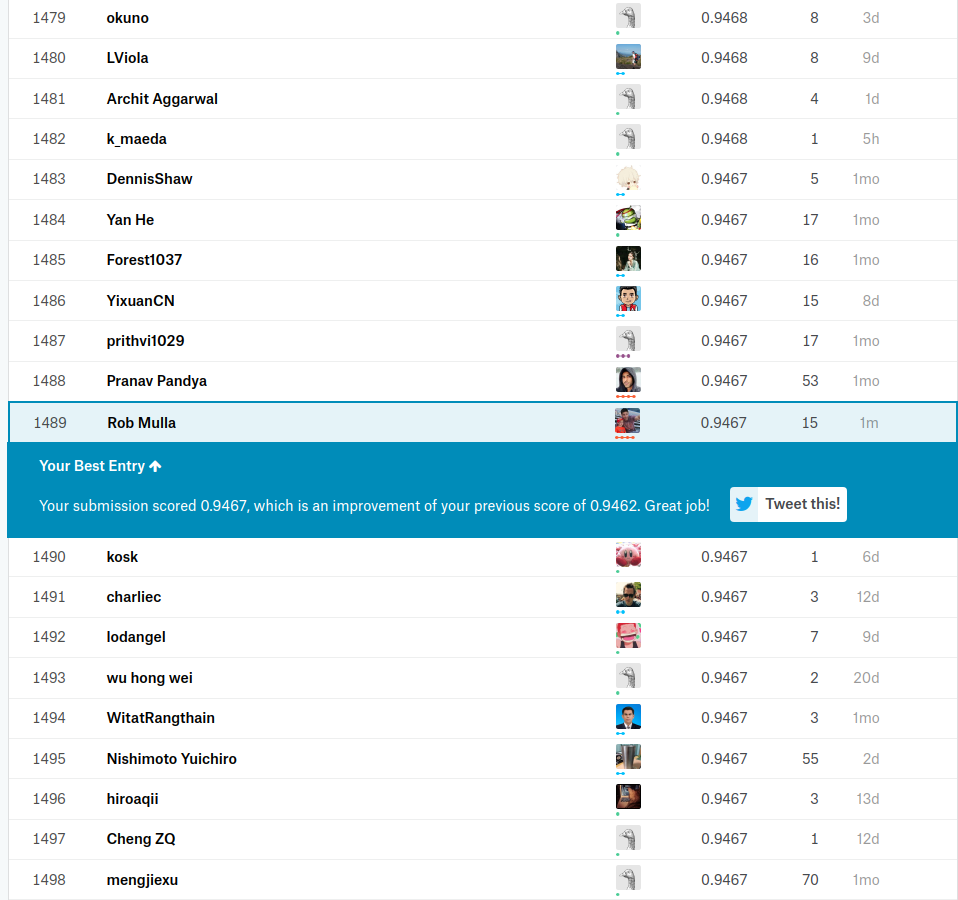 1479 okuno 0.9468 8 3d
1480 LViola 0.9468 8 9d
1481 Archit Aggarwal 0.9468 4 1d
1482 k_maeda 0.9468 1 5h
1483 DennisShaw 0.9467 5 1mo
1484 Yan He 0.9467 17 1mo
1485 Forest1037 0.9467 16 1mo
1486 YixuanCN 0.9467 15 8d
1487 prithvi1029 0.9467 17 1mo
1488 Pranav Pandya 0.9467 53 1mo
1489 Rob Mulla 0.9467 15 1m
Your Best Entry ↑
Your submission scored 0.9467, which is an improvement of your previous score of 0.9462. Great job! Tweet this!
1490 kosk 0.9467 1 6d
1491 charliec 0.9467 3 12d
1492 lodangel 0.9467 7 9d
1493 wu hong wei 0.9467 2 20d
1494 WitatRangthain 0.9467 3 1mo
1495 Nishimoto Yuichiro 0.9467 55 2d
1496 hiroaqii 0.9467 3 13d
1497 Cheng ZQ 0.9467 1 12d
1498 mengjiexu 0.9467 70 1mo